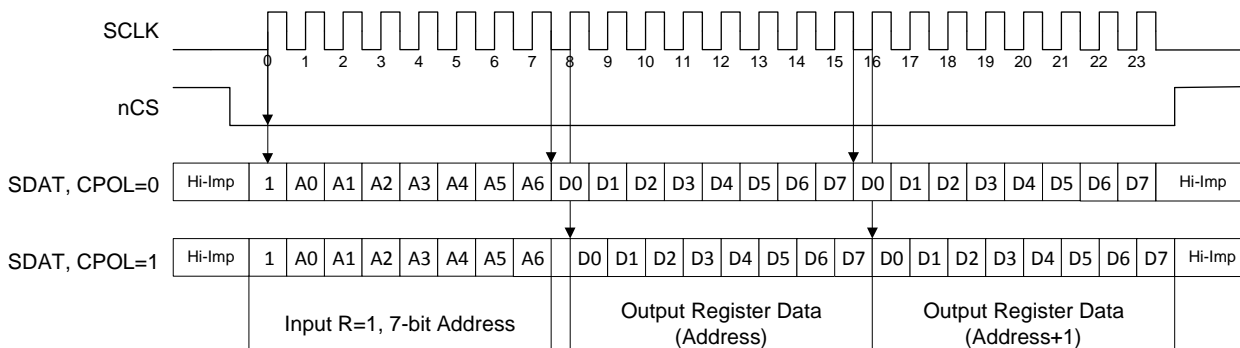 SCLK
0 1 2 3 4 5 6 7 8 9 10 11 12 13 14 15 16 17 18 19 20 21 22 23
nCS
SDAT, CPOL=0 Hi-Imp 1 A0 A1 A2 A3 A4 A5 A6 D0 D1 D2 D3 D4 D5 D6 D7 D0 D1 D2 D3 D4 D5 D6 D7 Hi-Imp
SDAT, CPOL=1 Hi-Imp 1 A0 A1 A2 A3 A4 A5 A6 D0 D1 D2 D3 D4 D5 D6 D7 D0 D1 D2 D3 D4 D5 D6 D7 Hi-Imp
Input R=1, 7-bit Address
Output Register Data
(Address)
Output Register Data
(Address+1)